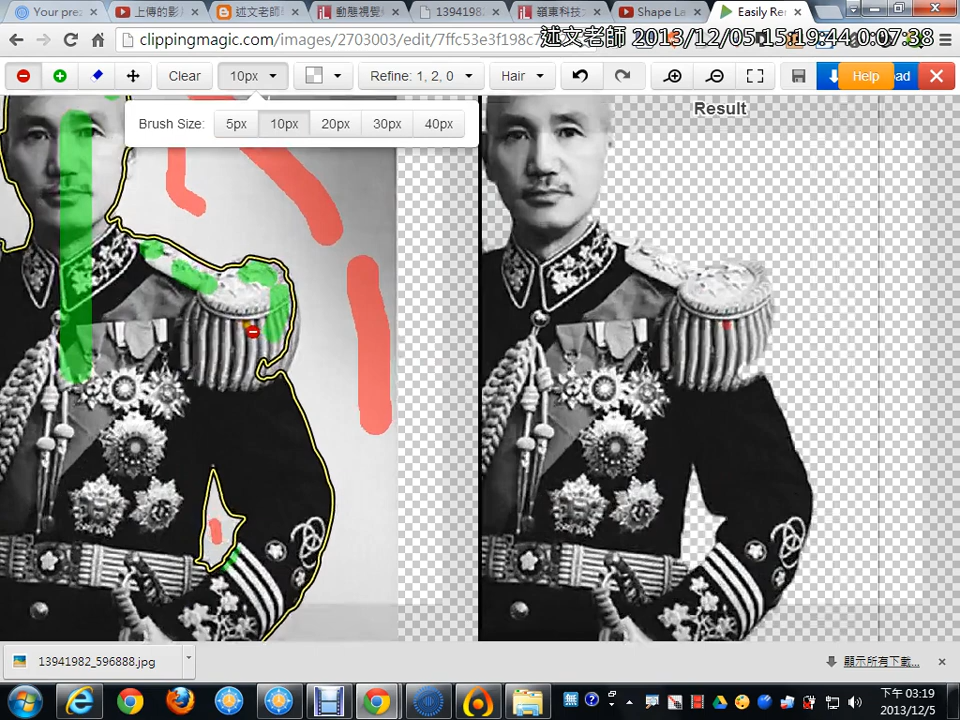 Your prez
上傳的影
述文老師
動態視覺
139419
嶺東科技
Shape La
Easily Re
clippingmagic.com/images/2703003/edit/7ffc53e3f198c
述文老師 2013/12/05 15:19:44 0:07:38
Clear
10px
Refine: 1, 2, 0
Hair
Help
ad
Brush Size:
5px
10px
20px
30px
40px
Result
13941982_596888.jpg
顯示所有下載...
下午 03:19
2013/12/5